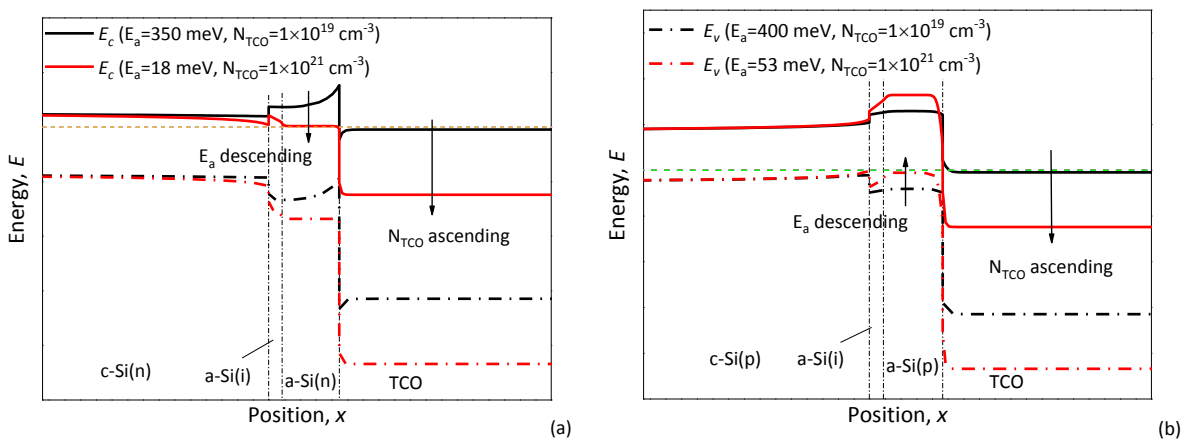 E_c (E_a=350 meV, N_TCO=1×10^19 cm^-3)
E_c (E_a=18 meV, N_TCO=1×10^21 cm^-3)
E_a descending
N_TCO ascending
c-Si(n)
a-Si(i)
a-Si(n)
TCO
Energy, E
Position, x
(a)
E_v (E_a=400 meV, N_TCO=1×10^19 cm^-3)
E_v (E_a=53 meV, N_TCO=1×10^21 cm^-3)
E_a descending
N_TCO ascending
c-Si(p)
a-Si(i)
a-Si(p)
TCO
Energy, E
Position, x
(b)